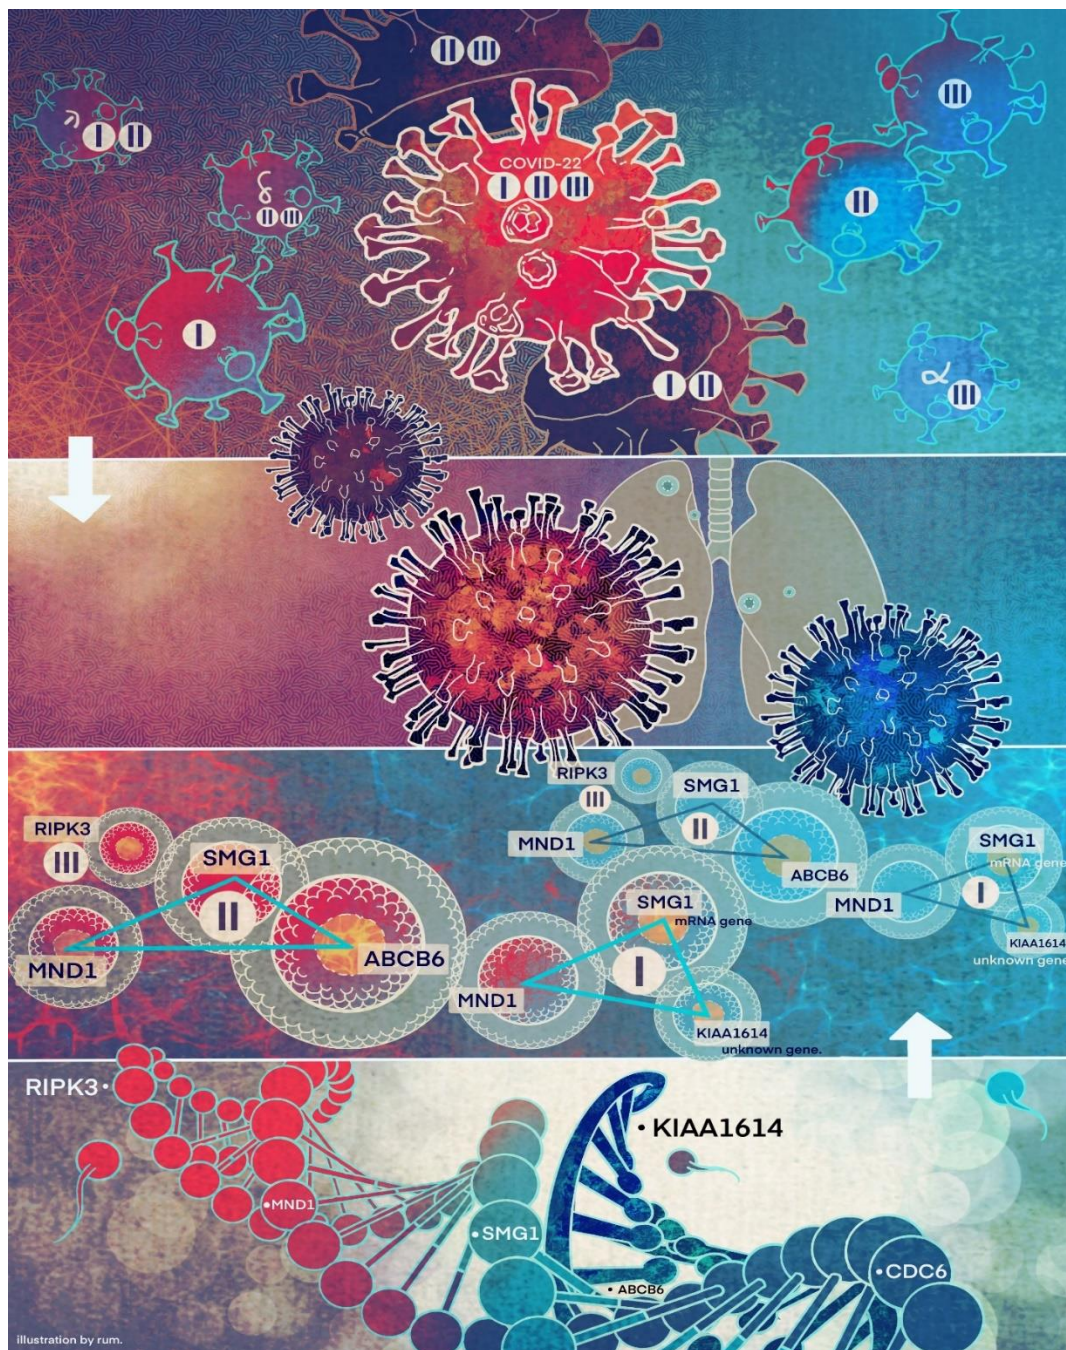 II III
III
I II
COVID-22
I II III
II
II III
I
I II
α III
RIPK3
SMG1
III
II
MND1
ABCB6
RIPK3
III
SMG1
II
MND1
ABCB6
SMG1
mRNA gene
I
MND1
KIAA1614
unknown gene.
SMG1
mRNA gene.
I
MND1
KIAA1614
unknown gene.
RIPK3
KIAA1614
MND1
SMG1
CDC6
ABCB6
illustration by rum.